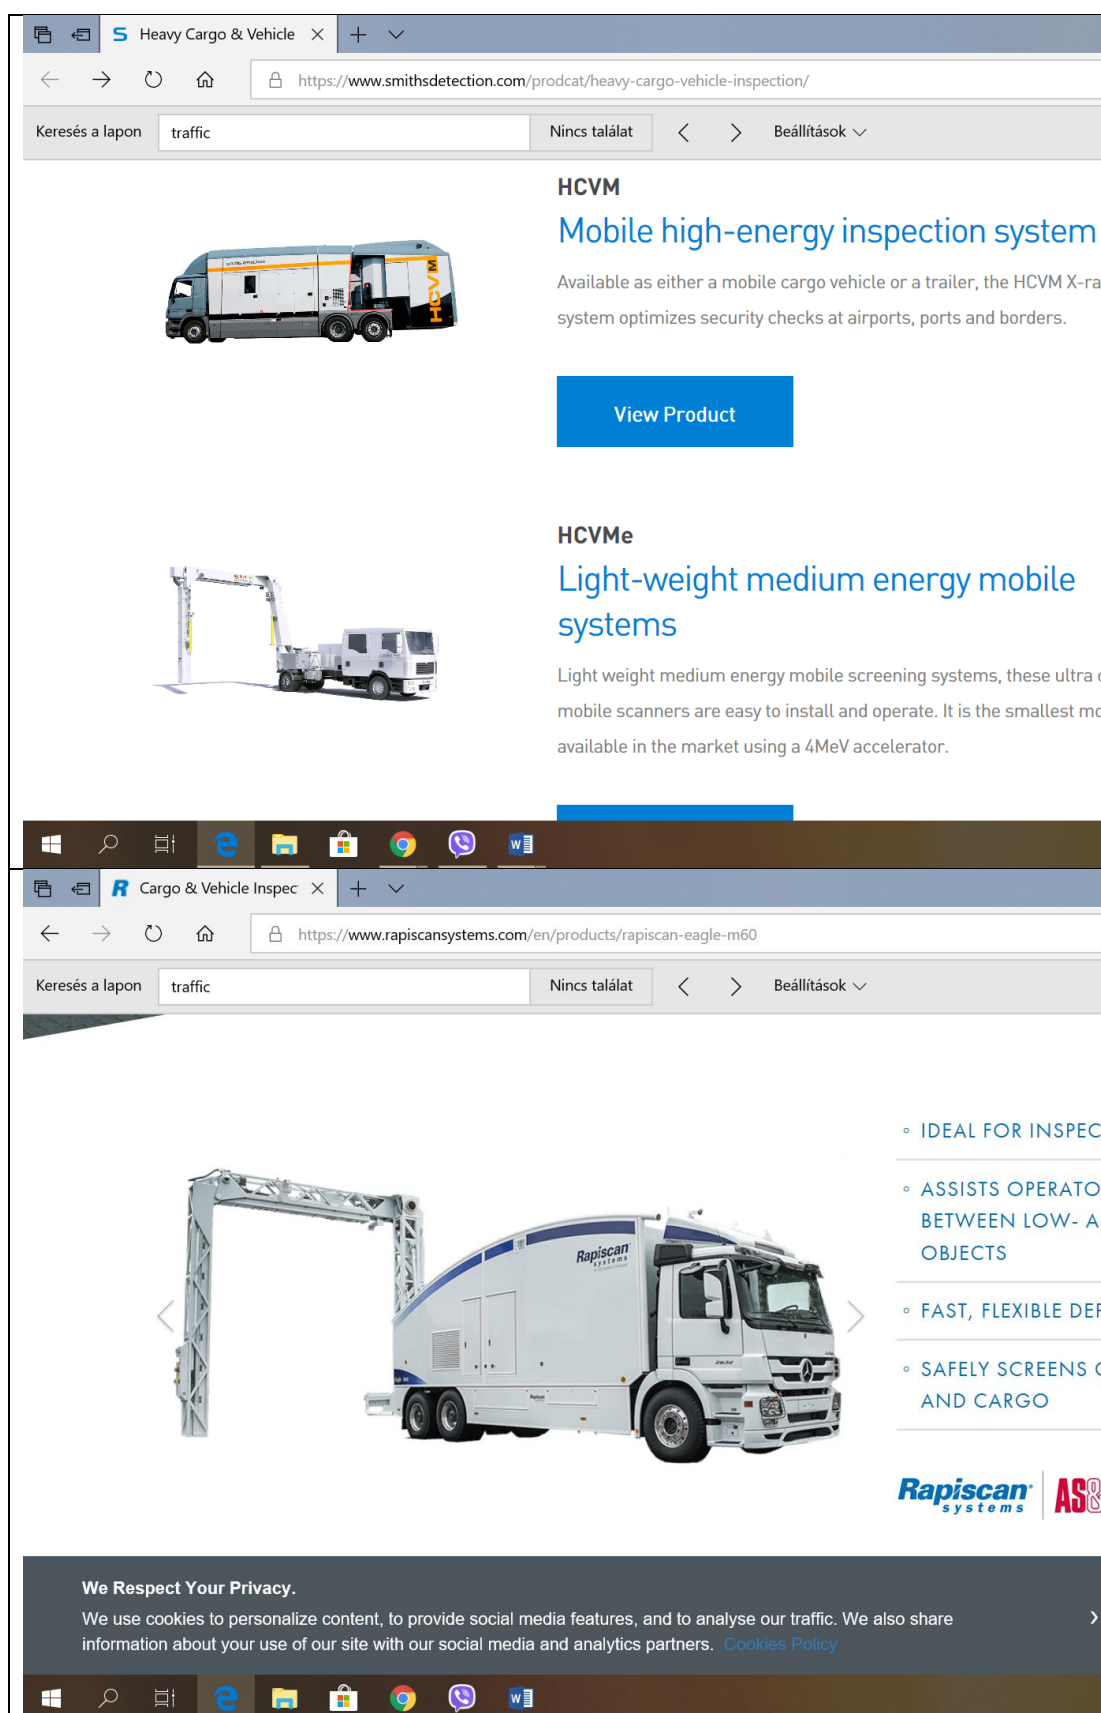 Heavy Cargo & Vehicle
https://www.smithsdetection.com/prodcat/heavy-cargo-vehicle-inspection/
Keresés a lapon traffic Nincs találat Beállítások
HCVM
Mobile high-energy inspection system
Available as either a mobile cargo vehicle or a trailer, the HCVM X-ra
system optimizes security checks at airports, ports and borders.
HCVM
View Product
HCVMe
Light-weight medium energy mobile
systems
Light weight medium energy mobile screening systems, these ultra c
mobile scanners are easy to install and operate. It is the smallest mo
available in the market using a 4MeV accelerator.
Cargo & Vehicle Inspec
https://www.rapiscansystems.com/en/products/rapiscan-eagle-m60
Keresés a lapon traffic Nincs találat Beállítások
IDEAL FOR INSPEC
ASSISTS OPERATO
BETWEEN LOW- A
OBJECTS
FAST, FLEXIBLE DEP
SAFELY SCREENS C
AND CARGO
Rapiscan
systems
Rapiscan
systems
AS&
We Respect Your Privacy.
We use cookies to personalize content, to provide social media features, and to analyse our traffic. We also share
information about your use of our site with our social media and analytics partners. Cookies Policy